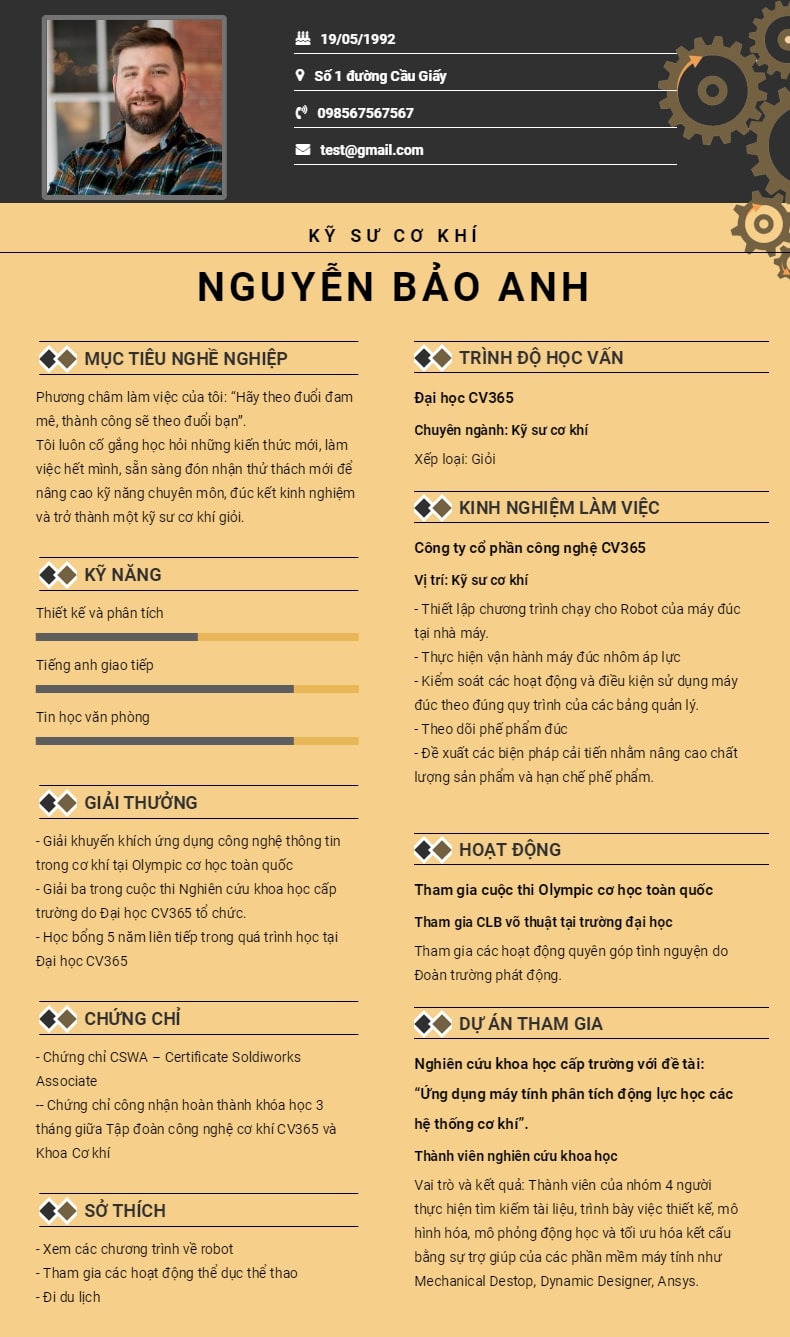 19/05/1992
Số 1 đường Cầu Giấy
098567567567
test@gmail.com
KỸ SƯ CƠ KHÍ
NGUYỄN BẢO ANH
MỤC TIÊU NGHỀ NGHIỆP
Phương châm làm việc của tôi: “Hãy theo đuổi đam
mê, thành công sẽ theo đuổi bạn”.
Tôi luôn cố gắng học hỏi những kiến thức mới, làm
việc hết mình, sẵn sàng đón nhận thử thách mới để
nâng cao kỹ năng chuyên môn, đúc kết kinh nghiệm
và trở thành một kỹ sư cơ khí giỏi.
KỸ NĂNG
Thiết kế và phân tích
Tiếng anh giao tiếp
Tin học văn phòng
GIẢI THƯỞNG
- Giải khuyến khích ứng dụng công nghệ thông tin
trong cơ khí tại Olympic cơ học toàn quốc
- Giải ba trong cuộc thi Nghiên cứu khoa học cấp
trường do Đại học CV365 tổ chức.
- Học bổng 5 năm liên tiếp trong quá trình học tại
Đại học CV365
CHỨNG CHỈ
- Chứng chỉ CSWA – Certificate Soldiworks
Associate
-- Chứng chỉ công nhận hoàn thành khóa học 3
tháng giữa Tập đoàn công nghệ cơ khí CV365 và
Khoa Cơ khí
SỞ THÍCH
- Xem các chương trình về robot
- Tham gia các hoạt động thể dục thể thao
- Đi du lịch
TRÌNH ĐỘ HỌC VẤN
Đại học CV365
Chuyên ngành: Kỹ sư cơ khí
Xếp loại: Giỏi
KINH NGHIỆM LÀM VIỆC
Công ty cổ phần công nghệ CV365
Vị trí: Kỹ sư cơ khí
- Thiết lập chương trình chạy cho Robot của máy đúc
tại nhà máy.
- Thực hiện vận hành máy đúc nhôm áp lực
- Kiểm soát các hoạt động và điều kiện sử dụng máy
đúc theo đúng quy trình của các bảng quản lý.
- Theo dõi phế phẩm đúc
- Đề xuất các biện pháp cải tiến nhằm nâng cao chất
lượng sản phẩm và hạn chế phế phẩm.
HOẠT ĐỘNG
Tham gia cuộc thi Olympic cơ học toàn quốc
Tham gia CLB võ thuật tại trường đại học
Tham gia các hoạt động quyên góp tình nguyện do
Đoàn trường phát động.
DỰ ÁN THAM GIA
Nghiên cứu khoa học cấp trường với đề tài:
“Ứng dụng máy tính phân tích động lực học các
hệ thống cơ khí”.
Thành viên nghiên cứu khoa học
Vai trò và kết quả: Thành viên của nhóm 4 người
thực hiện tìm kiếm tài liệu, trình bày việc thiết kế, mô
hình hóa, mô phỏng động học và tối ưu hóa kết cấu
bằng sự trợ giúp của các phần mềm máy tính như
Mechanical Destop, Dynamic Designer, Ansys.